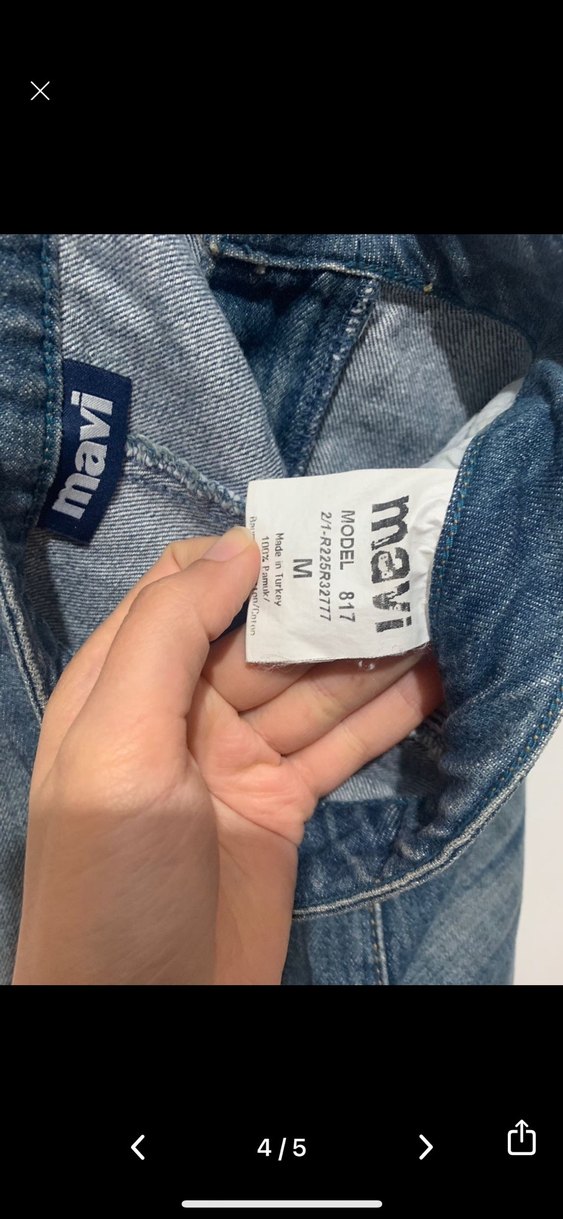 mavi
mavi
MODEL 817
2/1-R225R32777
M
Made in Turkey
100% Pamuk/
4 / 5